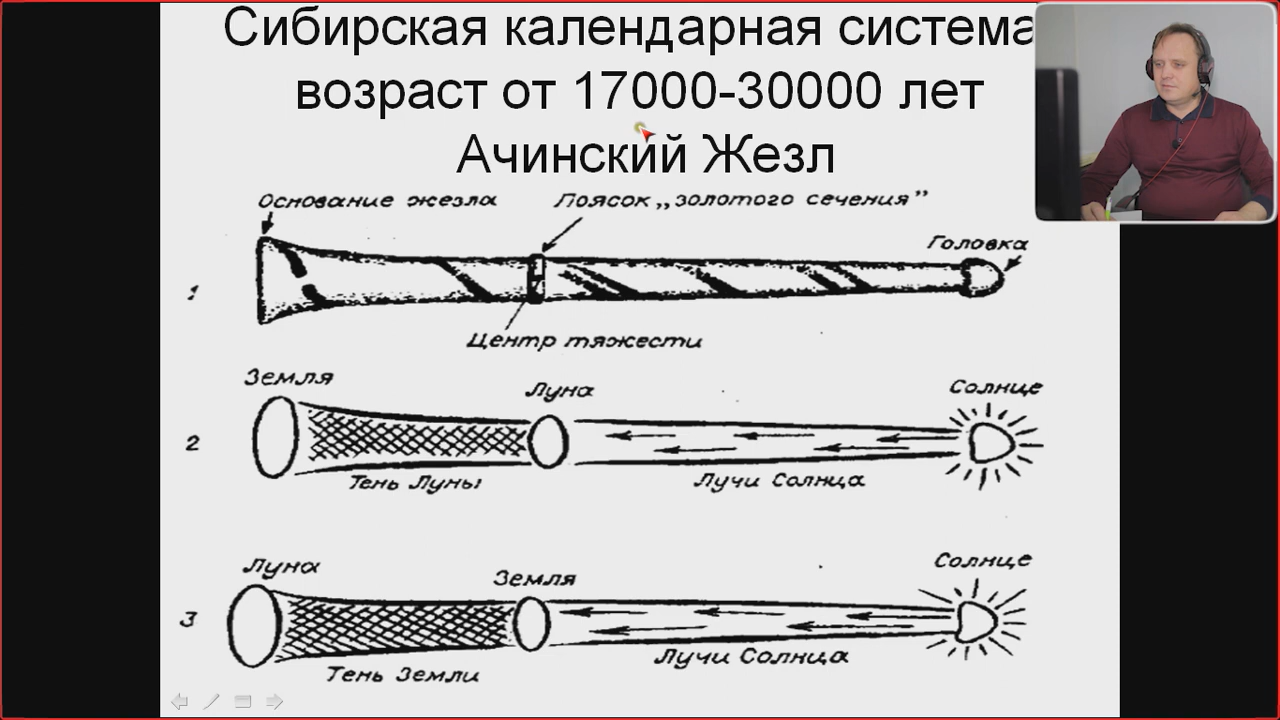 Сибирская календарная система
возраст от 17000-30000 лет
Ачинский Жезл
Основание жезла
Поясок „золотого сечения”
Головка
1
Центр тяжести
Земля
Луна
Солнце
2
Тень Луны
Лучи Солнца
Луна
Земля
Солнце
3
Тень Земли
Лучи Солнца